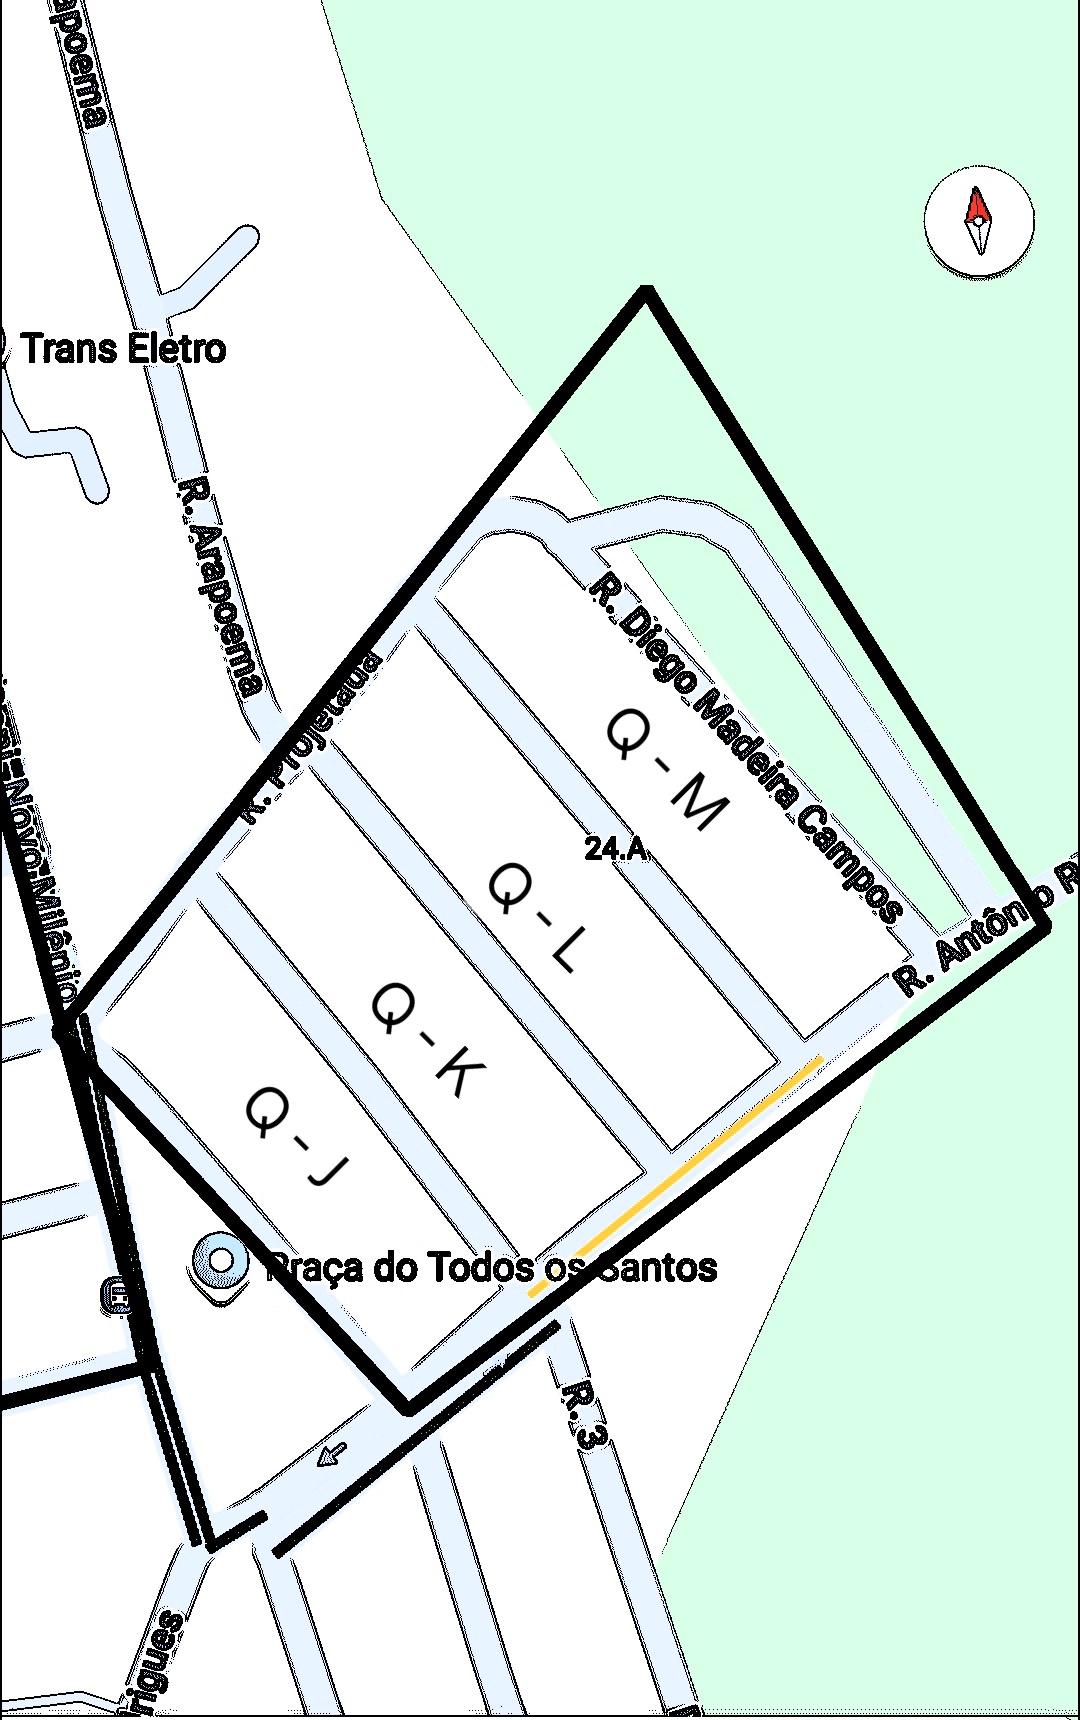 apoema
Trans Eletro
R. Arapoema
R. Projetada
R. Diego Madeira Campos
Q - M
24.A
Q - L
Novo Milênio
R. Antônio R
Q - K
Q - J
Praça do Todos os Santos
R. 3
rigues